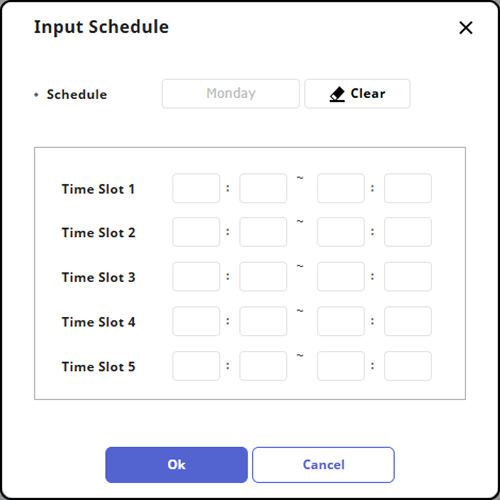 Input Schedule
• Schedule Monday Clear
Time Slot 1 : ~ :
Time Slot 2 : ~ :
Time Slot 3 : ~ :
Time Slot 4 : ~ :
Time Slot 5 : ~ :
Ok Cancel